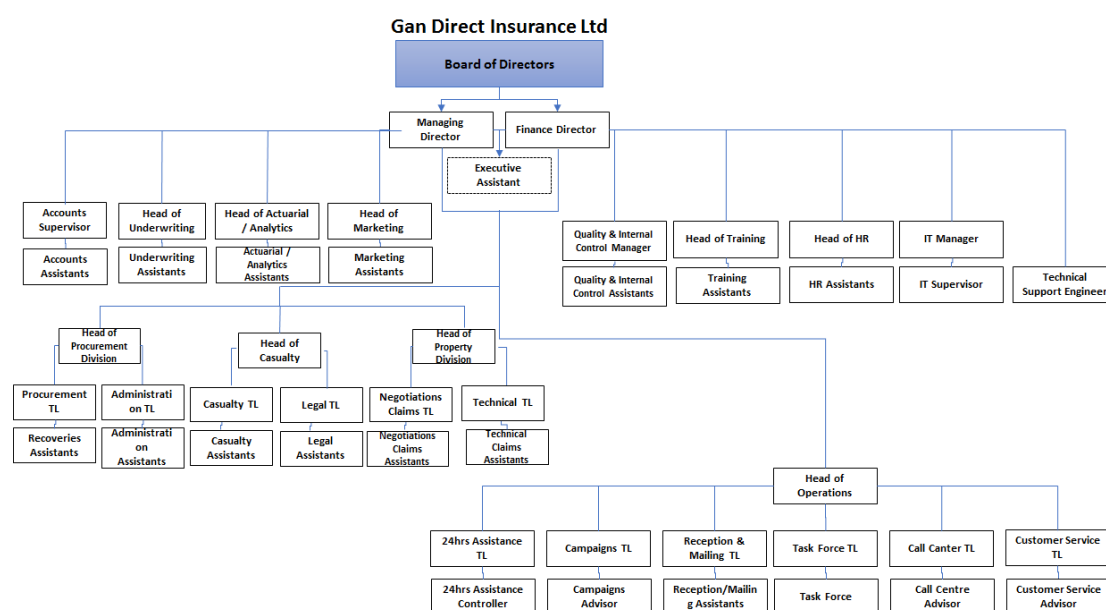 Gan Direct Insurance Ltd
Board of Directors
Managing
Director
Finance Director
Executive
Assistant
Accounts
Supervisor
Head of
Underwriting
Head of Actuarial
/ Analytics
Head of
Marketing
Quality & Internal
Control Manager
Head of Training
Head of HR
IT Manager
Accounts
Assistants
Underwriting
Assistants
Actuarial /
Analytics
Assistants
Marketing
Assistants
Quality & Internal
Control Assistants
Training
Assistants
HR Assistants
IT Supervisor
Technical
Support Engineer
Head of
Procurement
Division
Head of
Casualty
Head of
Property
Division
Procurement
TL
Administrati
on TL
Casualty TL
Legal TL
Negotiations
Claims TL
Technical TL
Recoveries
Assistants
Administrati
on
Assistants
Casualty
Assistants
Legal
Assistants
Negotiations
Claims
Assistants
Technical
Claims
Assistants
Head of
Operations
24hrs Assistance
TL
Campaigns TL
Reception &
Mailing TL
Task Force TL
Call Canter TL
Customer Service
TL
24hrs Assistance
Controller
Campaigns
Advisor
Reception/Mailin
g Assistants
Task Force
Call Centre
Advisor
Customer Service
Advisor